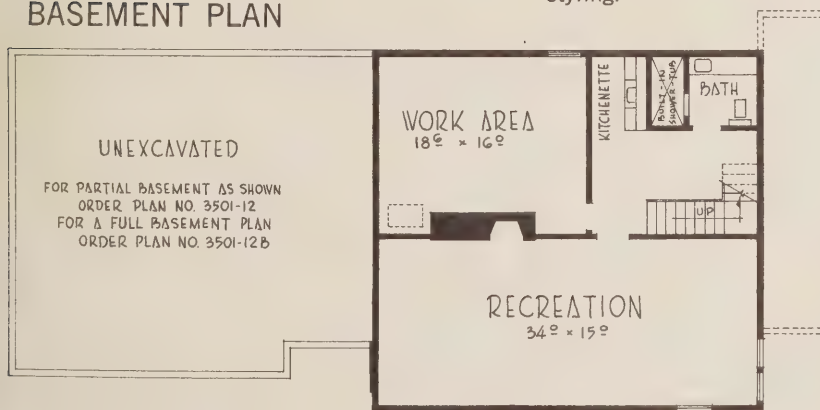 styling.
BASEMENT PLAN
UNEXCAVATED
FOR PARTIAL BASEMENT AS SHOWN
ORDER PLAN NO. 3501-12
FOR A FULL BASEMENT PLAN
ORDER PLAN NO. 3501-12B
WORK AREA
18⁶ × 16⁰
KITCHENETTE
BUILT-IN
SHOWER-TUB
BATH
UP
RECREATION
34⁰ × 15⁰